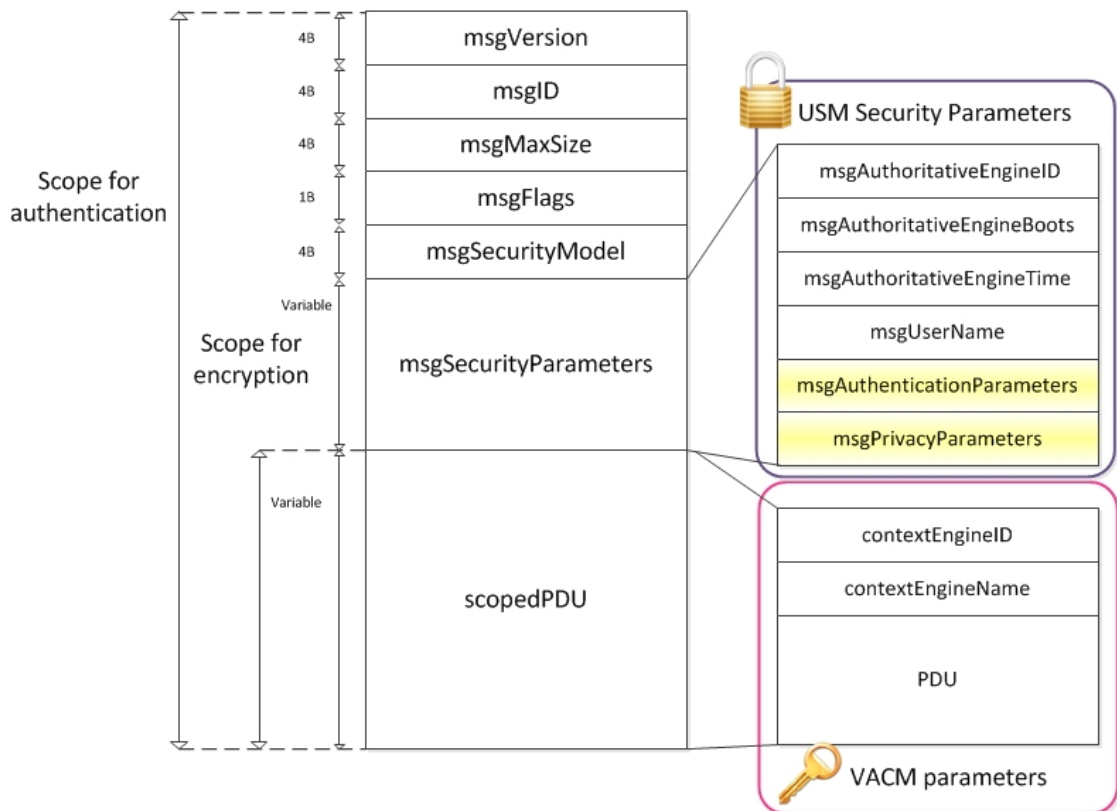 Scope for
authentication
Scope for
encryption
4B
msgVersion
4B
msgID
4B
msgMaxSize
1B
msgFlags
4B
msgSecurityModel
Variable
msgSecurityParameters
Variable
scopedPDU
USM Security Parameters
msgAuthoritativeEngineID
msgAuthoritativeEngineBoots
msgAuthoritativeEngineTime
msgUserName
msgAuthenticationParameters
msgPrivacyParameters
contextEngineID
contextEngineName
PDU
VACM parameters